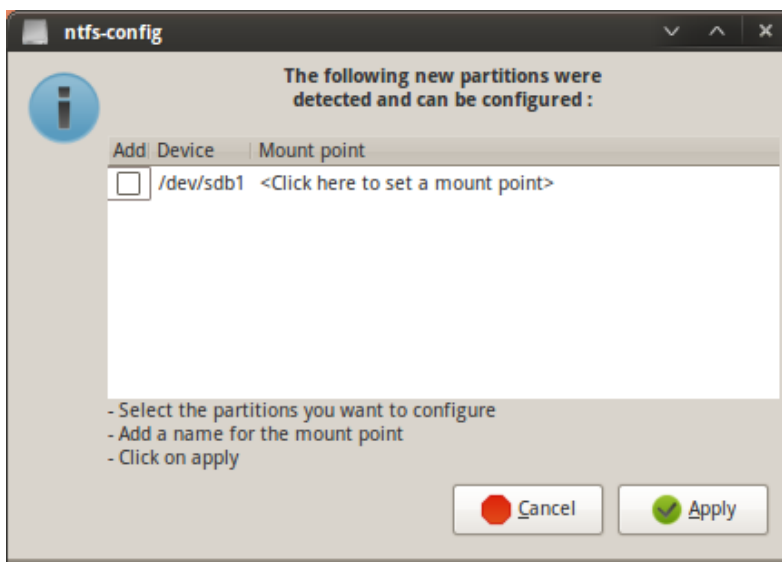 ntfs-config
The following new partitions were
detected and can be configured :
Add Device Mount point
/dev/sdb1 <Click here to set a mount point>
- Select the partitions you want to configure
- Add a name for the mount point
- Click on apply
Cancel Apply